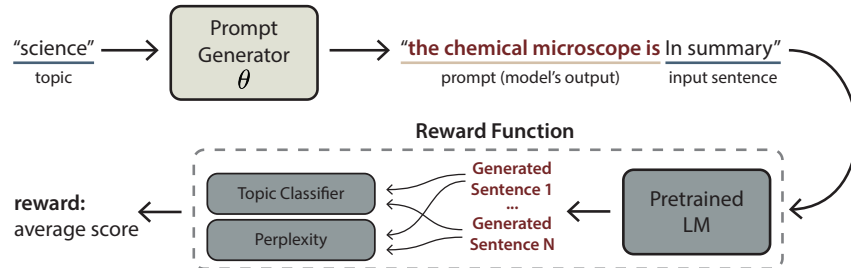 "science"
topic
Prompt
Generator
θ
"the chemical microscope is In summary"
prompt (model's output)
input sentence
Reward Function
reward:
average score
Topic Classifier
Perplexity
Generated
Sentence 1
...
Generated
Sentence N
Pretrained
LM